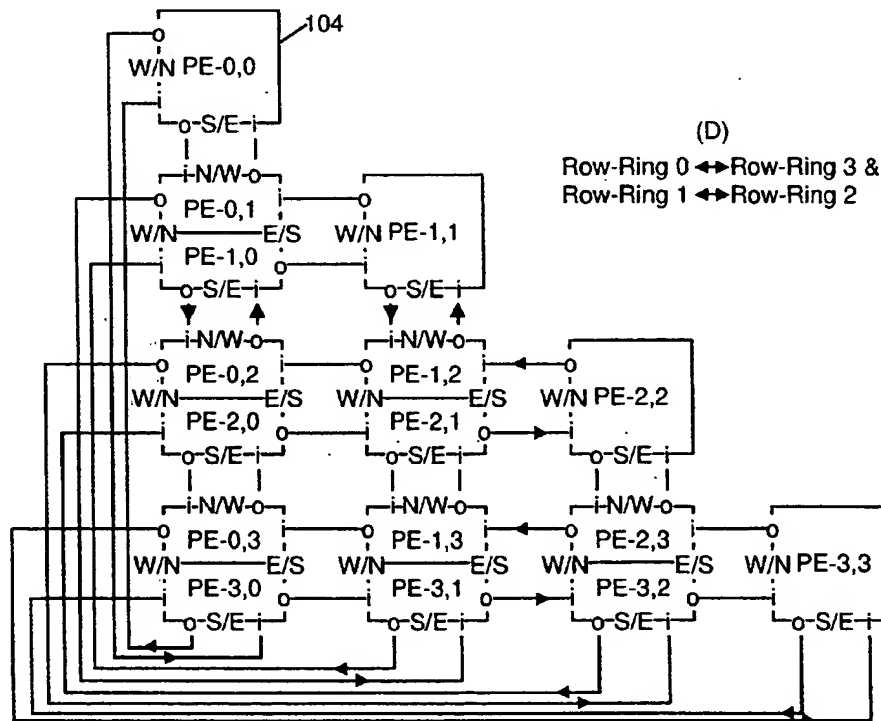 104
o
W/N PE-0,0
i
o S/E i
(D)
Row-Ring 0 ↔ Row-Ring 3 &
Row-Ring 1 ↔ Row-Ring 2
i N/W o
o PE-0,1 i o
W/N E/S W/N PE-1,1
i PE-1,0 o i
o S/E i o S/E i
i N/W o i N/W o
o PE-0,2 i o PE-1,2 i o
W/N E/S W/N E/S W/N PE-2,2
i PE-2,0 o i PE-2,1 o i
o S/E i o S/E i o S/E i
i N/W o i N/W o i N/W o
o PE-0,3 i o PE-1,3 i o PE-2,3 i o
W/N E/S W/N E/S W/N E/S W/N PE-3,3
i PE-3,0 o i PE-3,1 o i PE-3,2 o i
o S/E i o S/E i o S/E i o S/E i